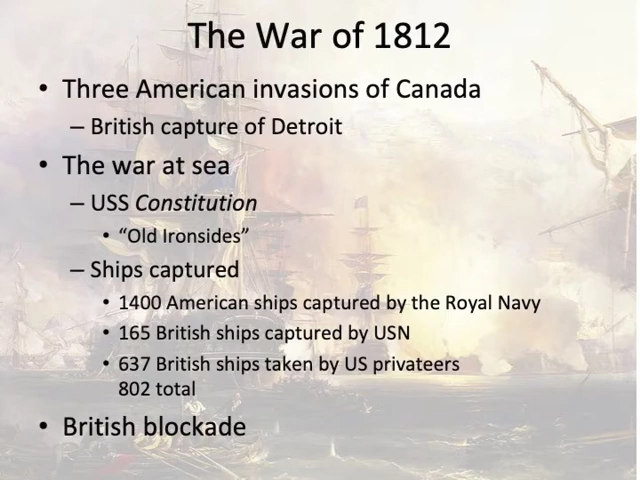 The War of 1812
• Three American invasions of Canada
– British capture of Detroit
• The war at sea
– USS Constitution
• “Old Ironsides”
– Ships captured
• 1400 American ships captured by the Royal Navy
• 165 British ships captured by USN
• 637 British ships taken by US privateers
802 total
• British blockade